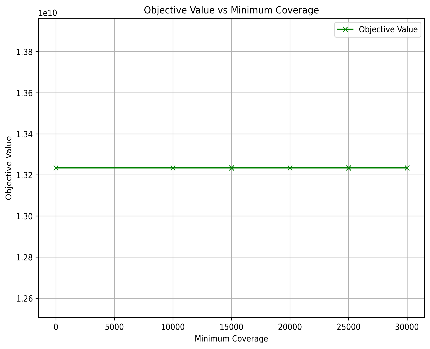 Objective Value vs Minimum Coverage
1e10
Objective Value
1.38
1.36
1.34
1.32
1.30
1.28
1.26
Objective Value
0
5000
10000
15000
20000
25000
30000
Minimum Coverage